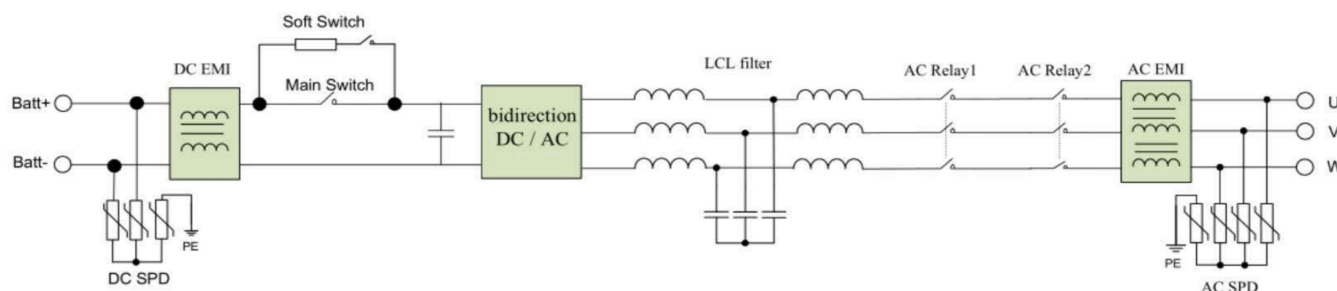 Soft Switch
DC EMI
Main Switch
LCL filter
AC Relay1
AC Relay2
AC EMI
Batt+
bidirection
DC / AC
U
V
Batt-
W
PE
DC SPD
PE
AC SPD